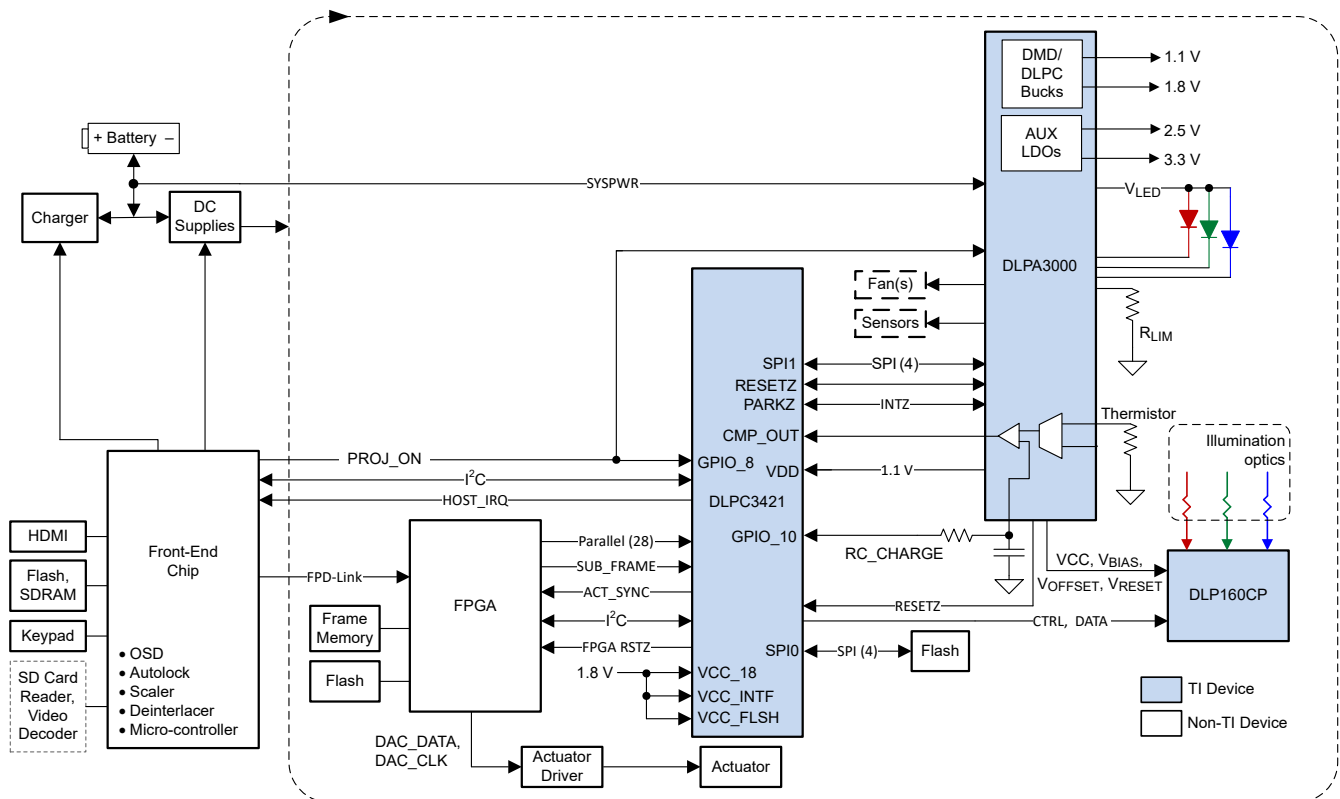 DMD/
DLPC
Bucks
1.1 V
1.8 V
AUX
LDOs
2.5 V
3.3 V
+ Battery –
SYSPWR
VLED
Charger
DC
Supplies
DLPA3000
Fan(s)
Sensors
RLIM
SPI1
SPI (4)
RESETZ
PARKZ
INTZ
CMP_OUT
Thermistor
Illumination
optics
PROJ_ON
GPIO_8
VDD
1.1 V
I2C
DLPC3421
HOST_IRQ
HDMI
Flash,
SDRAM
Keypad
SD Card
Reader,
Video
Decoder
Front-End
Chip
• OSD
• Autolock
• Scaler
• Deinterlacer
• Micro-controller
FPD-Link
FPGA
Frame
Memory
Flash
Parallel (28)
SUB_FRAME
ACT_SYNC
I2C
FPGA RSTZ
GPIO_10
RC_CHARGE
VCC, VBIAS,
VOFFSET, VRESET
DLP160CP
RESETZ
CTRL, DATA
SPI0
SPI (4)
Flash
1.8 V
VCC_18
VCC_INTF
VCC_FLSH
DAC_DATA,
DAC_CLK
Actuator
Driver
Actuator
TI Device
Non-TI Device